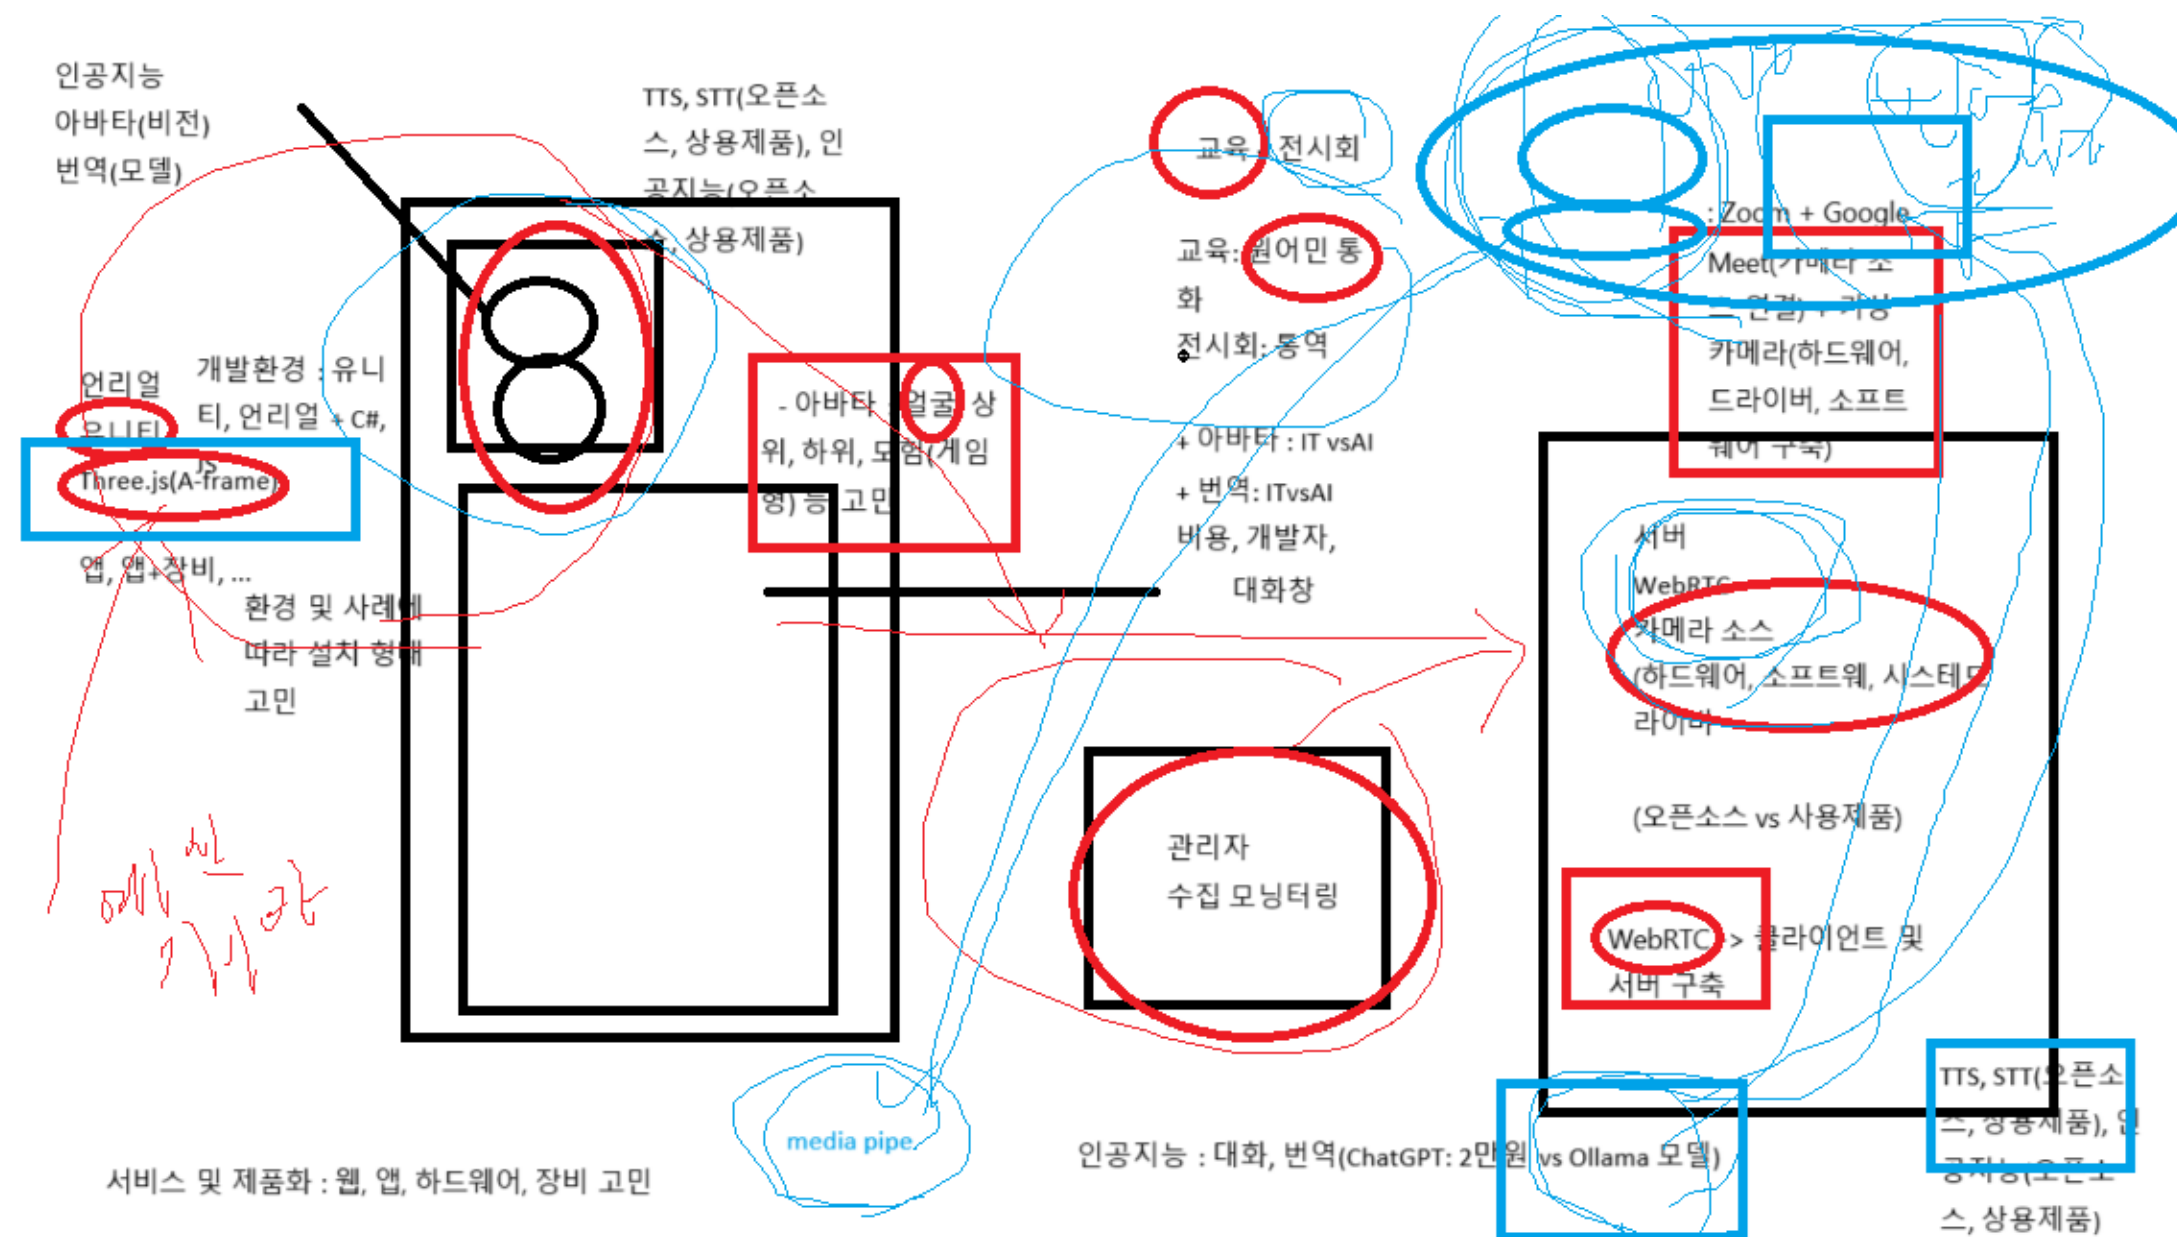 인공지능
아바타(비전)
번역(모델)
TTS, STT(오픈소
스, 상용제품), 인
공지능(오픈소
스, 상용제품)
언리얼
유니티
Three.js(A-frame)
개발환경 : 유니
티, 언리얼 + C#,
JS
앱, 앱+장비, ...
환경 및 사례에
따라 설치 형태
고민
- 아바타 : 얼굴, 상
위, 하위, 모험(게임
형) 등 고민
교육 전시회
교육: 원어민 통
화
전시회: 통역
+ 아바타 : IT vsAI
+ 번역: ITvsAI
비용, 개발자,
대화창
: Zoom + Google
Meet(카메라 소
스 연결) + 가상
카메라(하드웨어,
드라이버, 소프트
웨어 구축)
서버
WebRTC
카메라 소스
(하드웨어, 소프트웨, 시스테드
라이버
(오픈소스 vs 사용제품)
WebRTC > 클라이언트 및
서버 구축
관리자
수집 모닝터링
media pipe
서비스 및 제품화 : 웹, 앱, 하드웨어, 장비 고민
인공지능 : 대화, 번역(ChatGPT: 2만원 vs Ollama 모델)
TTS, STT(오픈소
스, 상용제품), 인
공지능(오픈소
스, 상용제품)